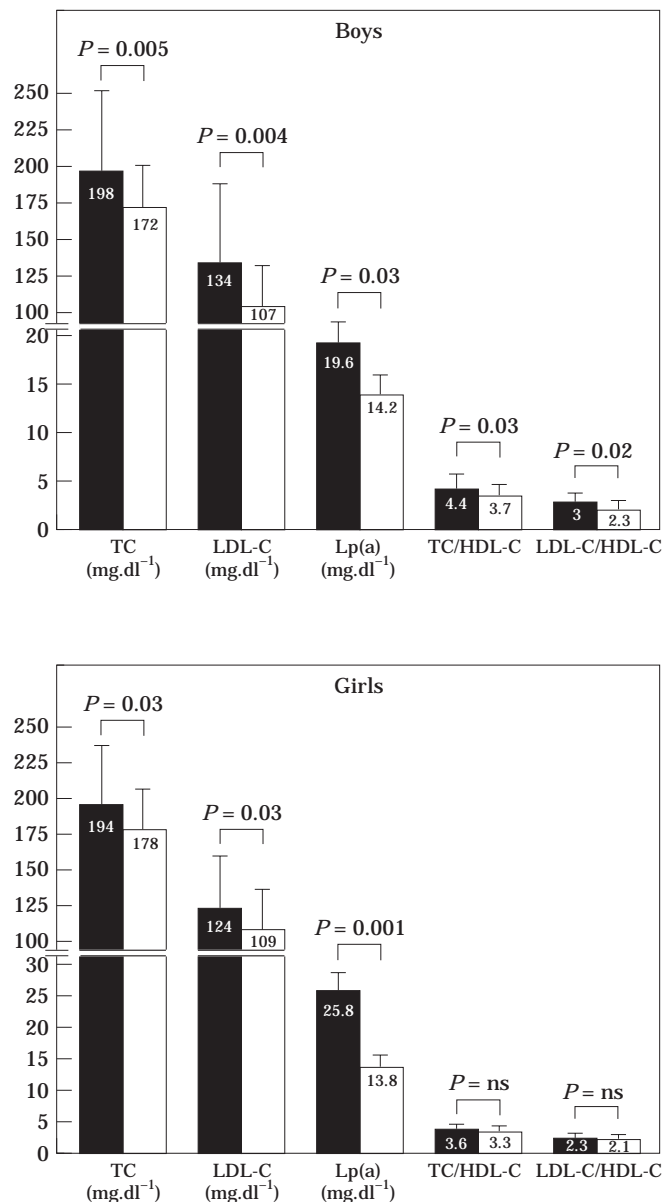 Boys
P = 0.005
P = 0.004
P = 0.03
P = 0.03
P = 0.02
250
225
200
175
150
125
100
20
15
10
5
0
198
172
134
107
19.6
14.2
4.4
3.7
3
2.3
TC LDL-C Lp(a) TC/HDL-C LDL-C/HDL-C
(mg.dl⁻¹) (mg.dl⁻¹) (mg.dl⁻¹)
Girls
P = 0.03
P = 0.03
P = 0.001
P = ns
P = ns
250
225
200
175
150
125
100
30
25
20
15
10
5
0
194
178
124
109
25.8
13.8
3.6
3.3
2.3
2.1
TC LDL-C Lp(a) TC/HDL-C LDL-C/HDL-C
(mg.dl⁻¹) (mg.dl⁻¹) (mg.dl⁻¹)